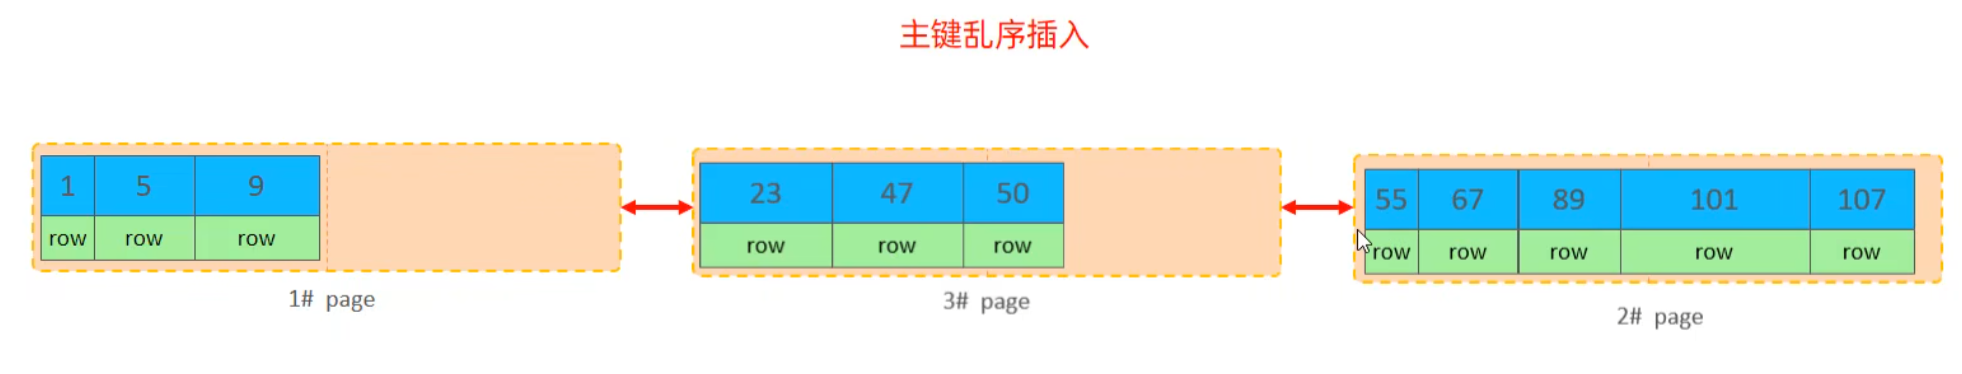 主键乱序插入
1 5 9
row row row
1# page
23 47 50
row row row
3# page
55 67 89 101 107
row row row row row
2# page